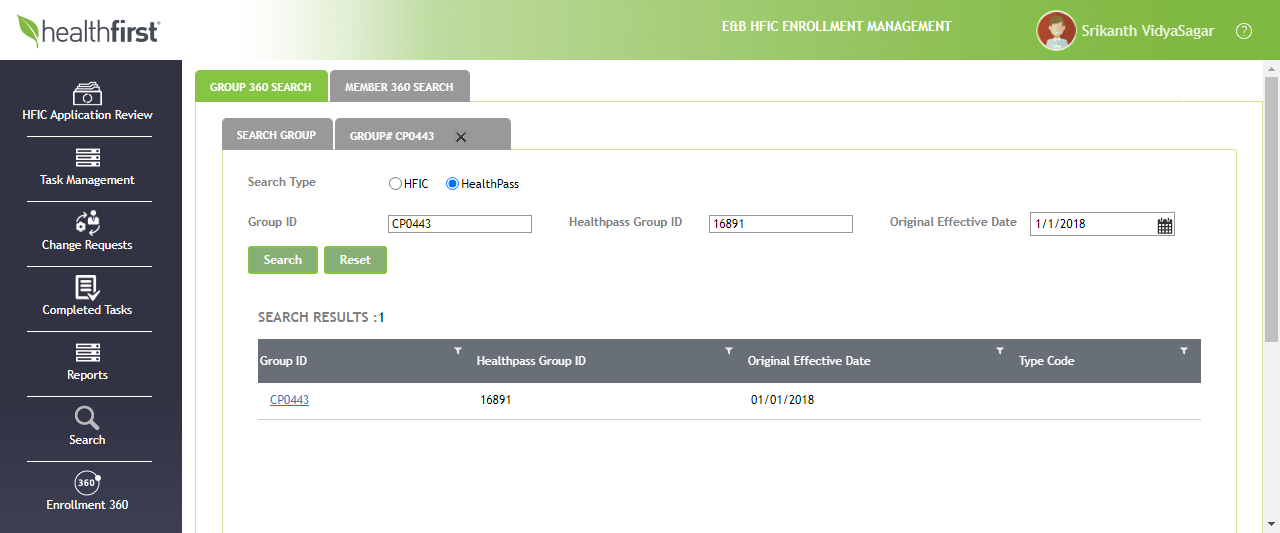 healthfirst
E&B HFIC ENROLLMENT MANAGEMENT
Srikanth VidyaSagar
?
HFIC Application Review
Task Management
Change Requests
Completed Tasks
Reports
Search
360
Enrollment 360
GROUP 360 SEARCH MEMBER 360 SEARCH
SEARCH GROUP GROUP# CP0443 X
Search Type HFIC HealthPass
Group ID CP0443 Healthpass Group ID 16891 Original Effective Date 1/1/2018
Search Reset
SEARCH RESULTS :1
Group ID Healthpass Group ID Original Effective Date Type Code
CP0443 16891 01/01/2018